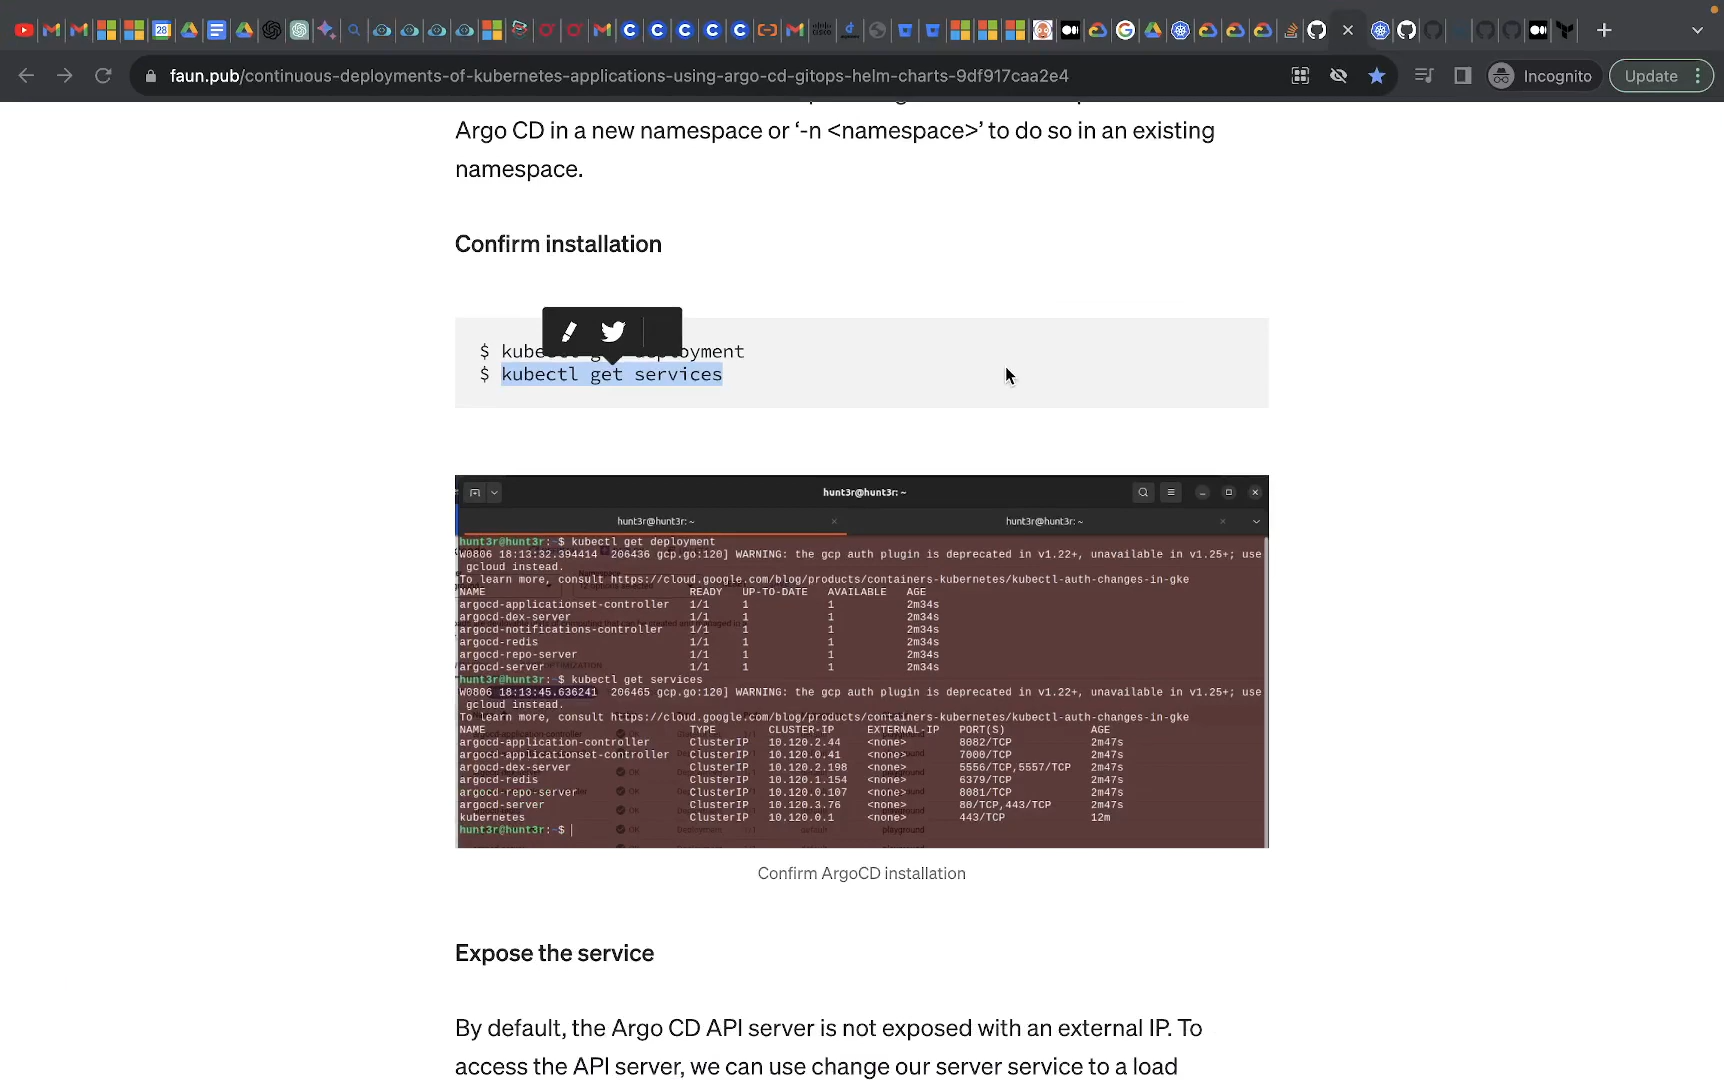 faun.pub/continuous-deployments-of-kubernetes-applications-using-argo-cd-gitops-helm-charts-9df917caa2e4
Incognito
Update
Argo CD in a new namespace or ‘-n <namespace>’ to do so in an existing
namespace.
Confirm installation
$ kubectl get deployment
$ kubectl get services
hunt3r@hunt3r: ~
hunt3r@hunt3r: ~
hunt3r@hunt3r: ~
hunt3r@hunt3r:~$ kubectl get deployment
W0806 18:13:32.394414 206436 gcp.go:120] WARNING: the gcp auth plugin is deprecated in v1.22+, unavailable in v1.25+; use
gcloud instead.
To learn more, consult https://cloud.google.com/blog/products/containers-kubernetes/kubectl-auth-changes-in-gke
NAME READY UP-TO-DATE AVAILABLE AGE
argocd-applicationset-controller 1/1 1 1 2m34s
argocd-dex-server 1/1 1 1 2m34s
argocd-notifications-controller 1/1 1 1 2m34s
argocd-redis 1/1 1 1 2m34s
argocd-repo-server 1/1 1 1 2m34s
argocd-server 1/1 1 1 2m34s
hunt3r@hunt3r:~$ kubectl get services
W0806 18:13:45.636241 206465 gcp.go:120] WARNING: the gcp auth plugin is deprecated in v1.22+, unavailable in v1.25+; use
gcloud instead.
To learn more, consult https://cloud.google.com/blog/products/containers-kubernetes/kubectl-auth-changes-in-gke
NAME TYPE CLUSTER-IP EXTERNAL-IP PORT(S) AGE
argocd-application-controller ClusterIP 10.120.2.44 <none> 8082/TCP 2m47s
argocd-applicationset-controller ClusterIP 10.120.0.41 <none> 7000/TCP 2m47s
argocd-dex-server ClusterIP 10.120.2.198 <none> 5556/TCP,5557/TCP 2m47s
argocd-redis ClusterIP 10.120.1.154 <none> 6379/TCP 2m47s
argocd-repo-server ClusterIP 10.120.0.107 <none> 8081/TCP 2m47s
argocd-server ClusterIP 10.120.3.76 <none> 80/TCP,443/TCP 2m47s
kubernetes ClusterIP 10.120.0.1 <none> 443/TCP 12m
hunt3r@hunt3r:~$
Confirm ArgoCD installation
Expose the service
By default, the Argo CD API server is not exposed with an external IP. To
access the API server, we can use change our server service to a load